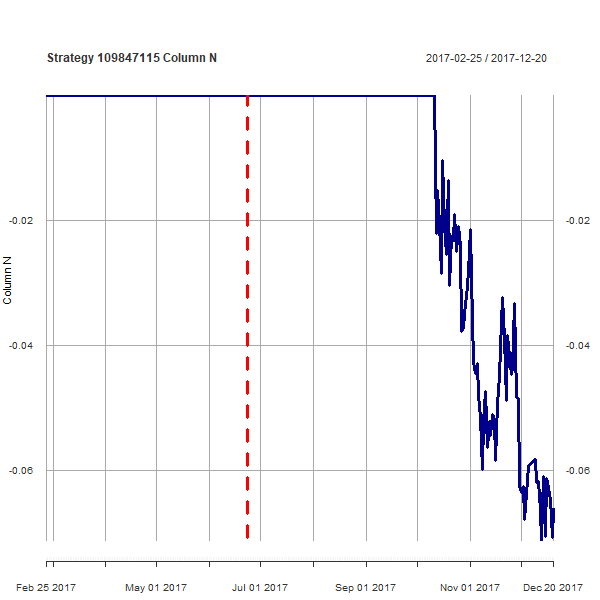 Strategy 109847115 Column N
2017-02-25 / 2017-12-20
Column N
-0.02
-0.04
-0.06
-0.02
-0.04
-0.06
Feb 25 2017
May 01 2017
Jul 01 2017
Sep 01 2017
Nov 01 2017
Dec 20 2017